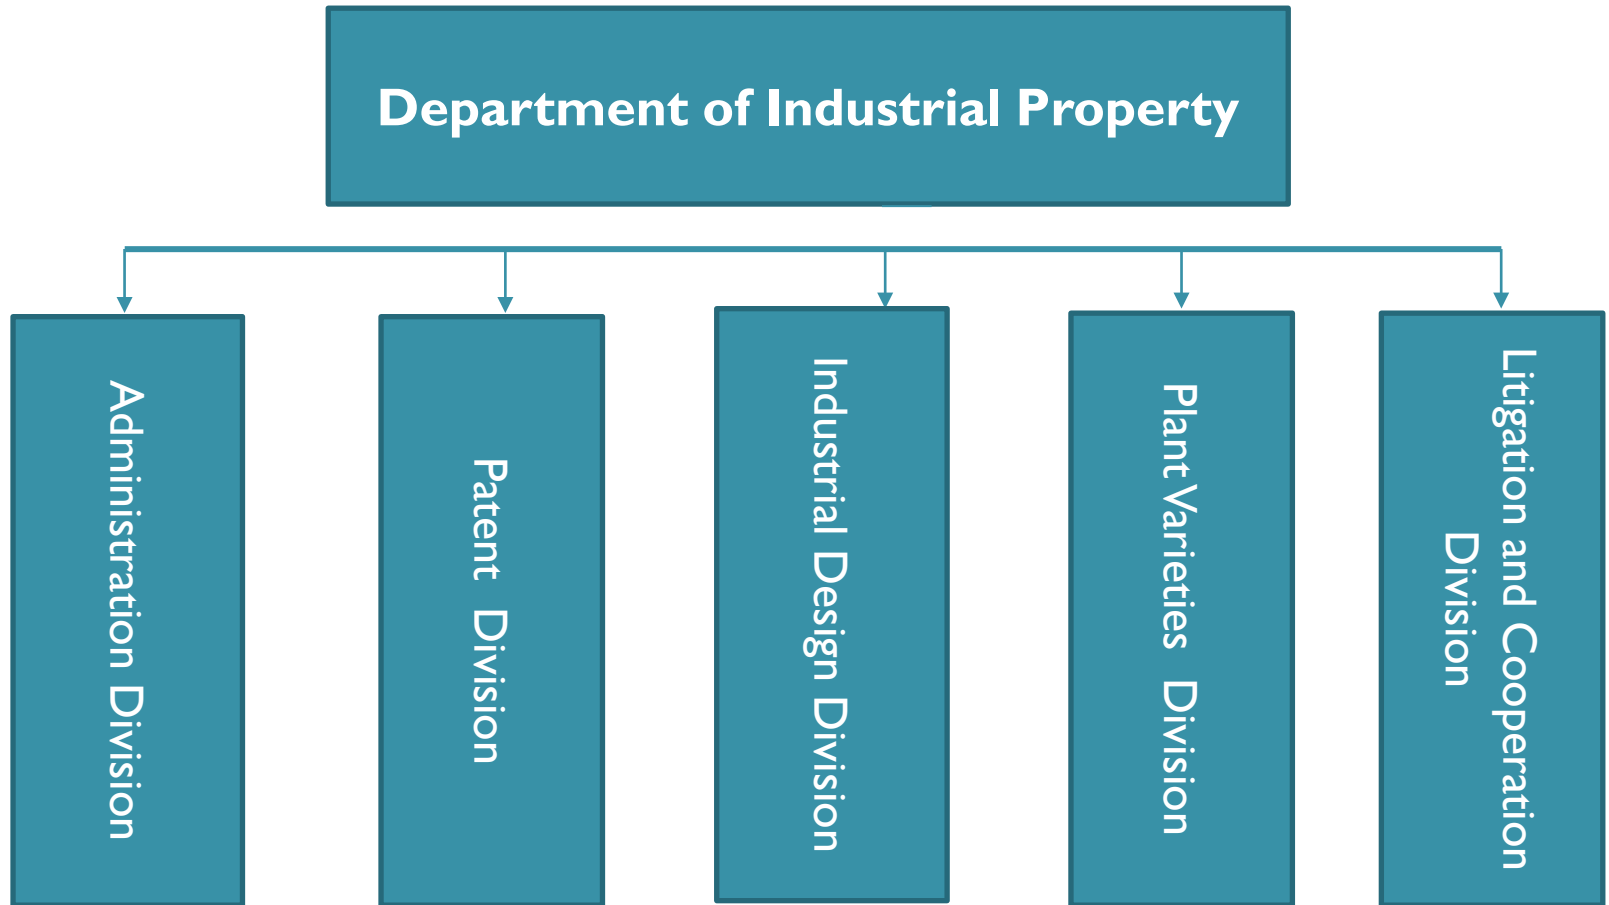 Department of Industrial Property
Administration Division
Patent Division
Industrial Design Division
Plant Varieties Division
Litigation and Cooperation
Division